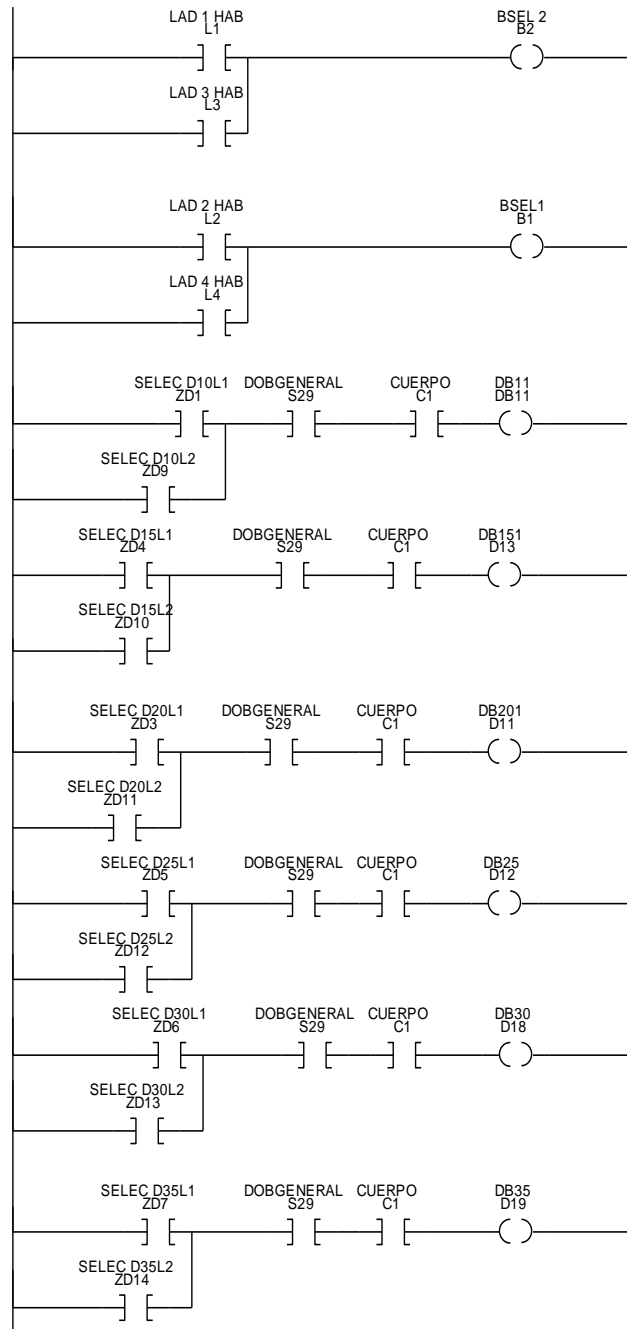 LAD 1 HAB
L1
BSEL 2
B2
LAD 3 HAB
L3
LAD 2 HAB
L2
BSEL1
B1
LAD 4 HAB
L4
SELEC D10L1
ZD1
DOBGENERAL
S29
CUERPO
C1
DB11
DB11
SELEC D10L2
ZD9
SELEC D15L1
ZD4
DOBGENERAL
S29
CUERPO
C1
DB151
D13
SELEC D15L2
ZD10
SELEC D20L1
ZD3
DOBGENERAL
S29
CUERPO
C1
DB201
D11
SELEC D20L2
ZD11
SELEC D25L1
ZD5
DOBGENERAL
S29
CUERPO
C1
DB25
D12
SELEC D25L2
ZD12
SELEC D30L1
ZD6
DOBGENERAL
S29
CUERPO
C1
DB30
D18
SELEC D30L2
ZD13
SELEC D35L1
ZD7
DOBGENERAL
S29
CUERPO
C1
DB35
D19
SELEC D35L2
ZD14